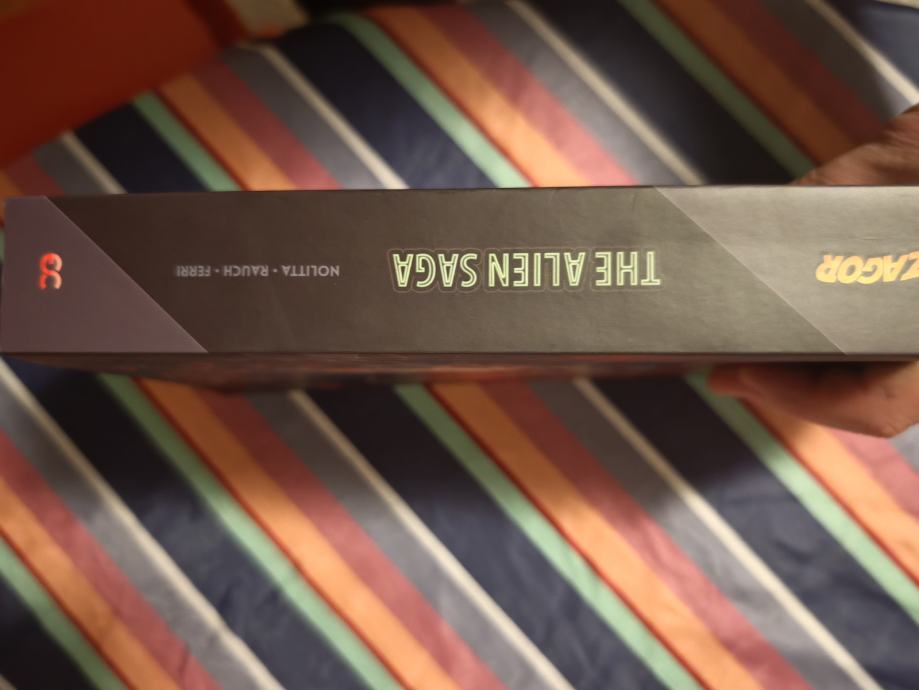 ZAGOR
THE ALIEN SAGA
NOLITTA • RAUCH • FERRI